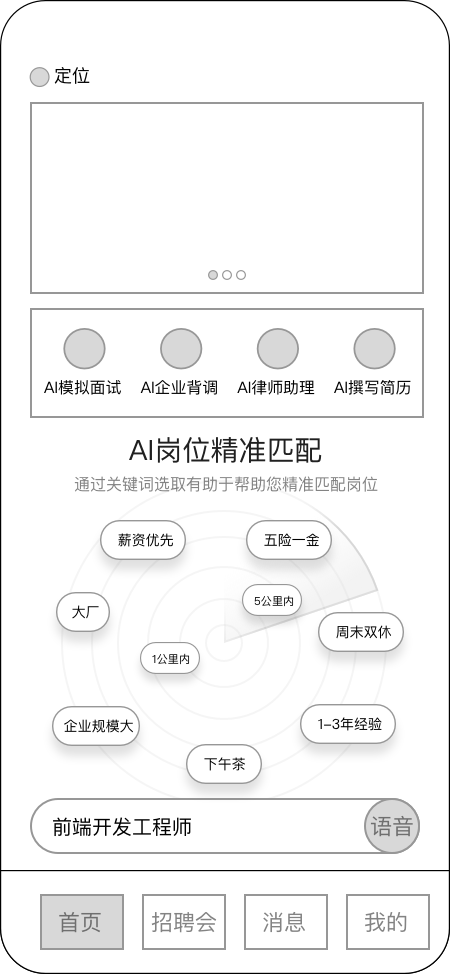 定位
AI模拟面试 AI企业背调 AI律师助理 AI撰写简历
AI岗位精准匹配
通过关键词选取有助于帮助您精准匹配岗位
薪资优先 五险一金
5公里内
大厂
周末双休
1公里内
企业规模大 1-3年经验
下午茶
前端开发工程师 语音
首页 招聘会 消息 我的